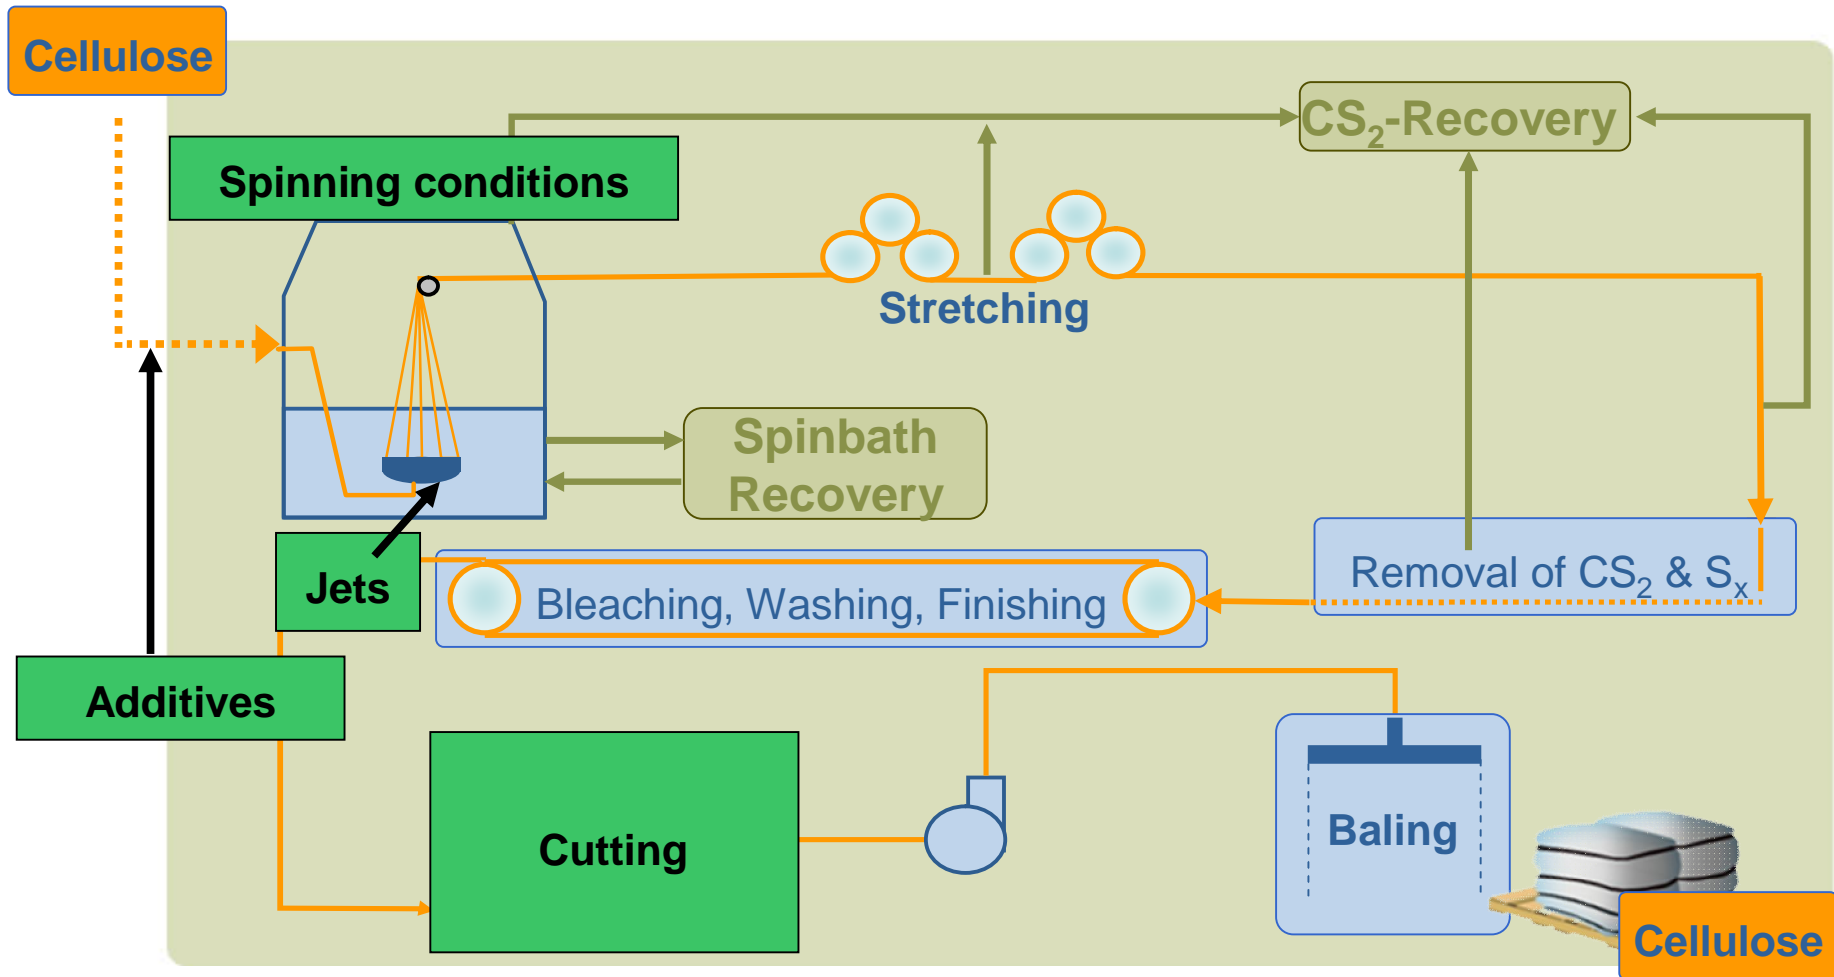 Cellulose
CS₂-Recovery
Spinning conditions
Stretching
Spinbath
Recovery
Removal of CS₂ & Sₓ
Jets
Bleaching, Washing, Finishing
Additives
Cutting
Baling
Cellulose